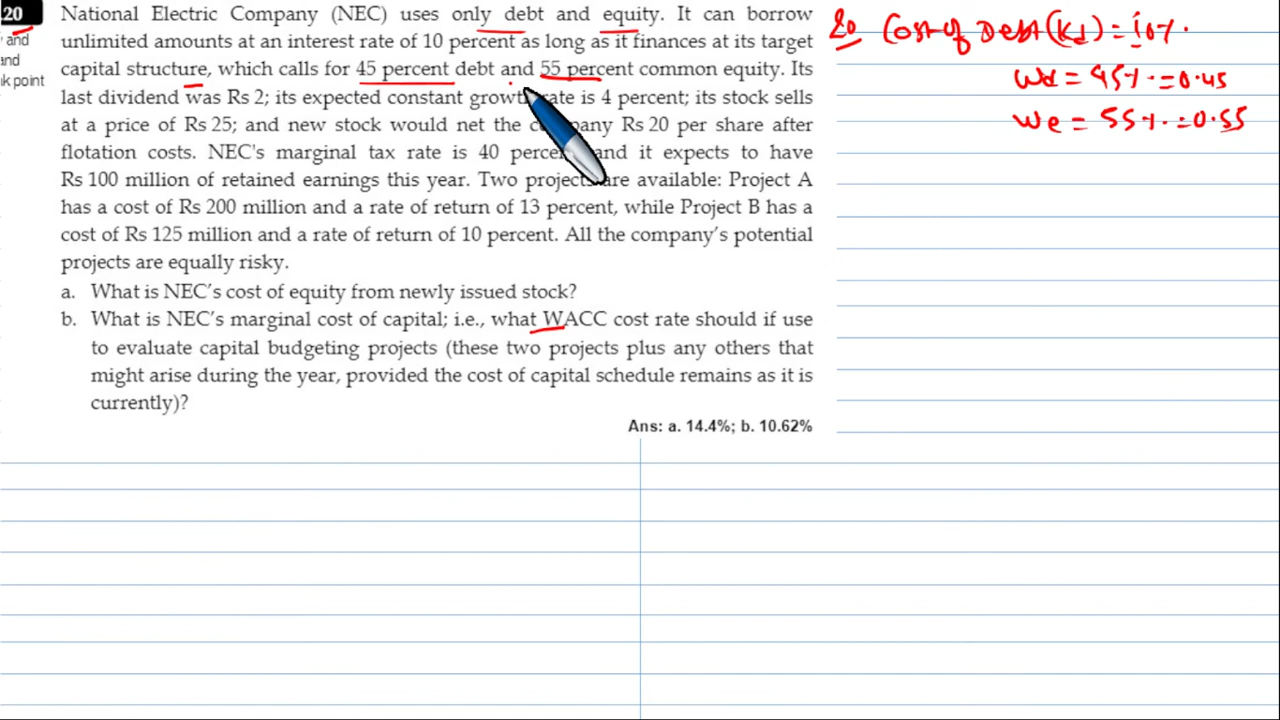 20
and
and
k point
National Electric Company (NEC) uses only debt and equity. It can borrow
unlimited amounts at an interest rate of 10 percent as long as it finances at its target
capital structure, which calls for 45 percent debt and 55 percent common equity. Its
last dividend was Rs 2; its expected constant growth rate is 4 percent; its stock sells
at a price of Rs 25; and new stock would net the company Rs 20 per share after
flotation costs. NEC's marginal tax rate is 40 percent and it expects to have
Rs 100 million of retained earnings this year. Two projects are available: Project A
has a cost of Rs 200 million and a rate of return of 13 percent, while Project B has a
cost of Rs 125 million and a rate of return of 10 percent. All the company's potential
projects are equally risky.
a. What is NEC's cost of equity from newly issued stock?
b. What is NEC's marginal cost of capital; i.e., what WACC cost rate should if use
to evaluate capital budgeting projects (these two projects plus any others that
might arise during the year, provided the cost of capital schedule remains as it is
currently)?
Ans: a. 14.4%; b. 10.62%
20 Cost of Debt (Kd) = 10%.
Wd = 45% = 0.45
We = 55% = 0.55